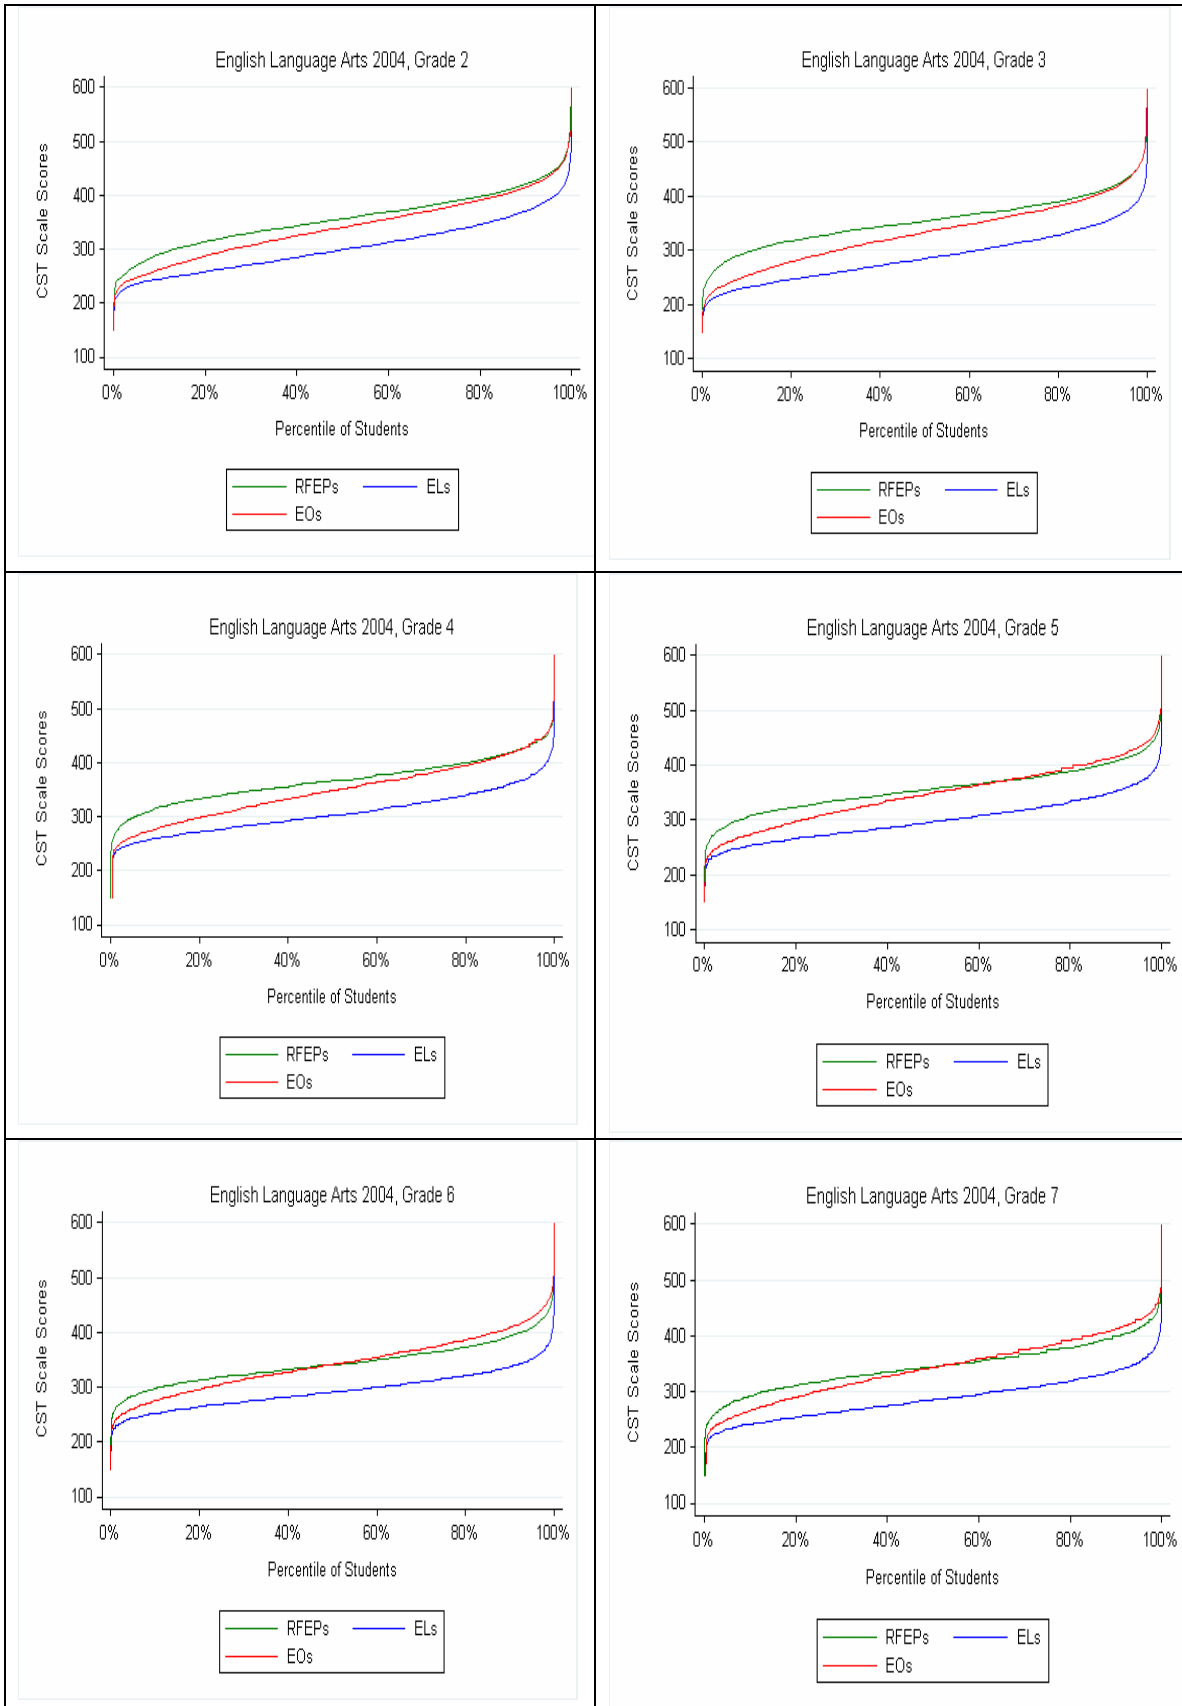 English Language Arts 2004, Grade 2
600
500
400
300
200
100
CST Scale Scores
0% 20% 40% 60% 80% 100%
Percentile of Students
RFEPs ELs
EOs
English Language Arts 2004, Grade 3
600
500
400
300
200
100
CST Scale Scores
0% 20% 40% 60% 80% 100%
Percentile of Students
RFEPs ELs
EOs
English Language Arts 2004, Grade 4
600
500
400
300
200
100
CST Scale Scores
0% 20% 40% 60% 80% 100%
Percentile of Students
RFEPs ELs
EOs
English Language Arts 2004, Grade 5
600
500
400
300
200
100
CST Scale Scores
0% 20% 40% 60% 80% 100%
Percentile of Students
RFEPs ELs
EOs
English Language Arts 2004, Grade 6
600
500
400
300
200
100
CST Scale Scores
0% 20% 40% 60% 80% 100%
Percentile of Students
RFEPs ELs
EOs
English Language Arts 2004, Grade 7
600
500
400
300
200
100
CST Scale Scores
0% 20% 40% 60% 80% 100%
Percentile of Students
RFEPs ELs
EOs